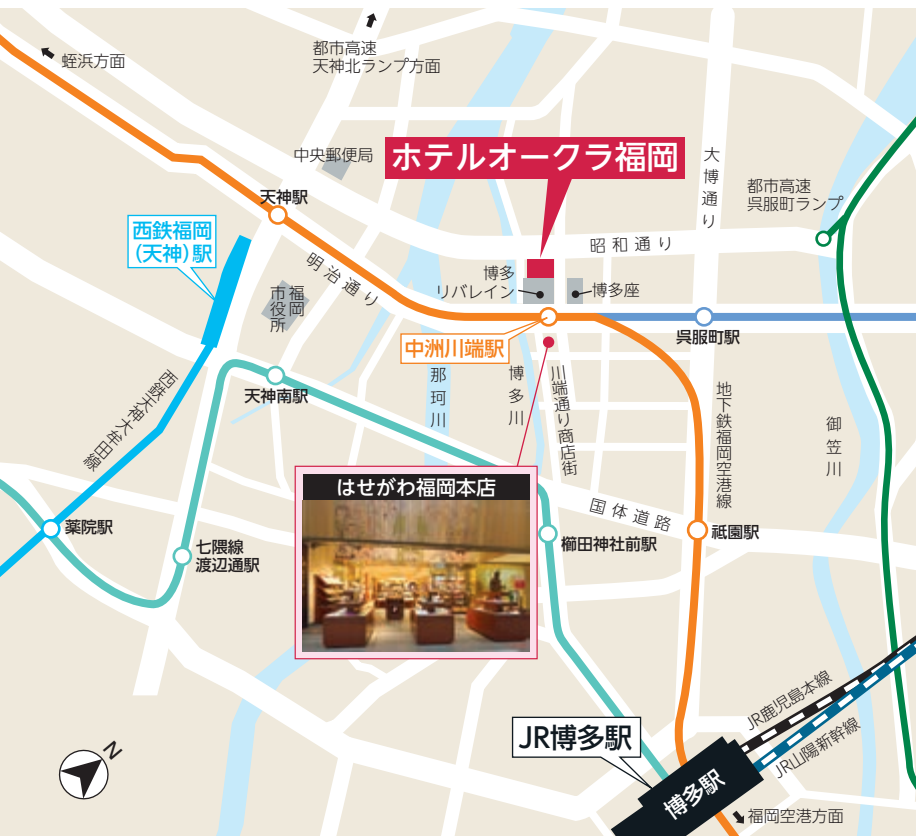 都市高速
天神北ランプ方面
蛭浜方面
中央郵便局
ホテルオークラ福岡
大博通り
都市高速
呉服町ランプ
天神駅
西鉄福岡
(天神)駅
昭和通り
明治通り
博多
リバレイン
博多座
福岡
市役所
中洲川端駅
呉服町駅
天神南駅
那珂川
博多川
川端通り商店街
地下鉄福岡空港線
御笠川
西鉄天神大牟田線
はせがわ福岡本店
国体道路
薬院駅
七隈線
渡辺通駅
櫛田神社前駅
祇園駅
JR鹿児島本線
JR山陽新幹線
JR博多駅
博多駅
福岡空港方面
N